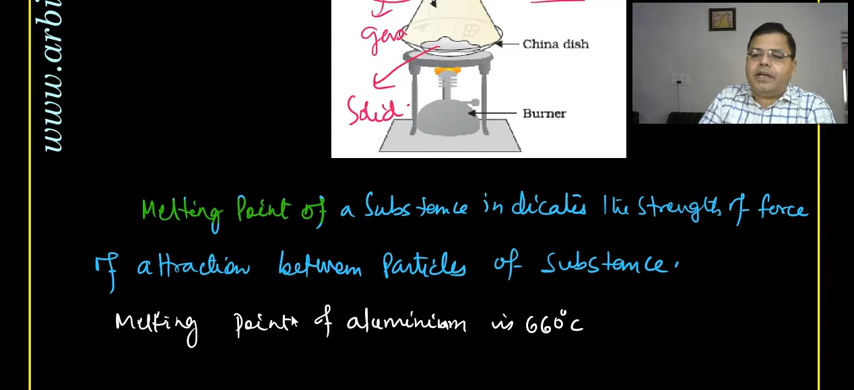 www.arbi
China dish
Solid.
Burner
Melting Point of a Substance indicates the Strength of force
of attraction between Particles of Substance.
Melting Point of aluminium is 660°c